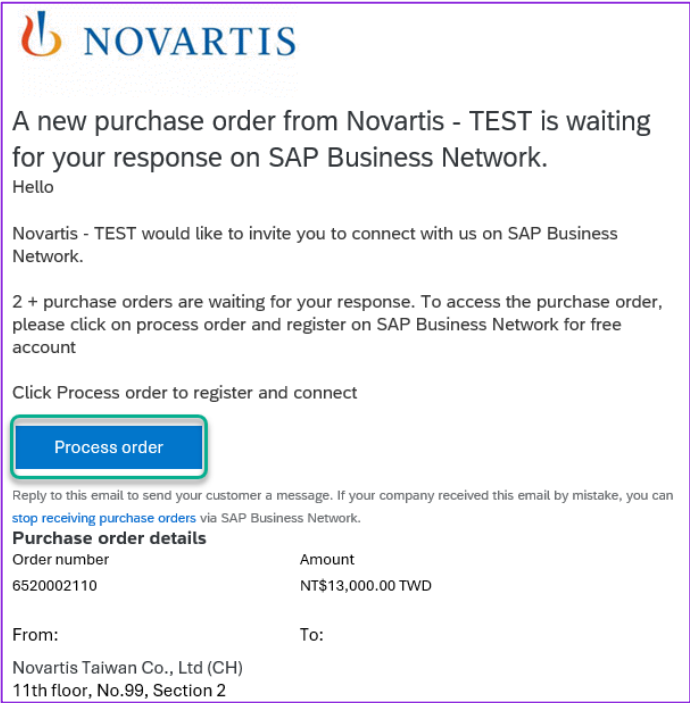 NOVARTIS
A new purchase order from Novartis - TEST is waiting
for your response on SAP Business Network.
Hello
Novartis - TEST would like to invite you to connect with us on SAP Business
Network.
2 + purchase orders are waiting for your response. To access the purchase order,
please click on process order and register on SAP Business Network for free
account
Click Process order to register and connect
Process order
Reply to this email to send your customer a message. If your company received this email by mistake, you can
stop receiving purchase orders via SAP Business Network.
Purchase order details
Order number Amount
6520002110 NT$13,000.00 TWD
From: To:
Novartis Taiwan Co., Ltd (CH)
11th floor, No.99, Section 2